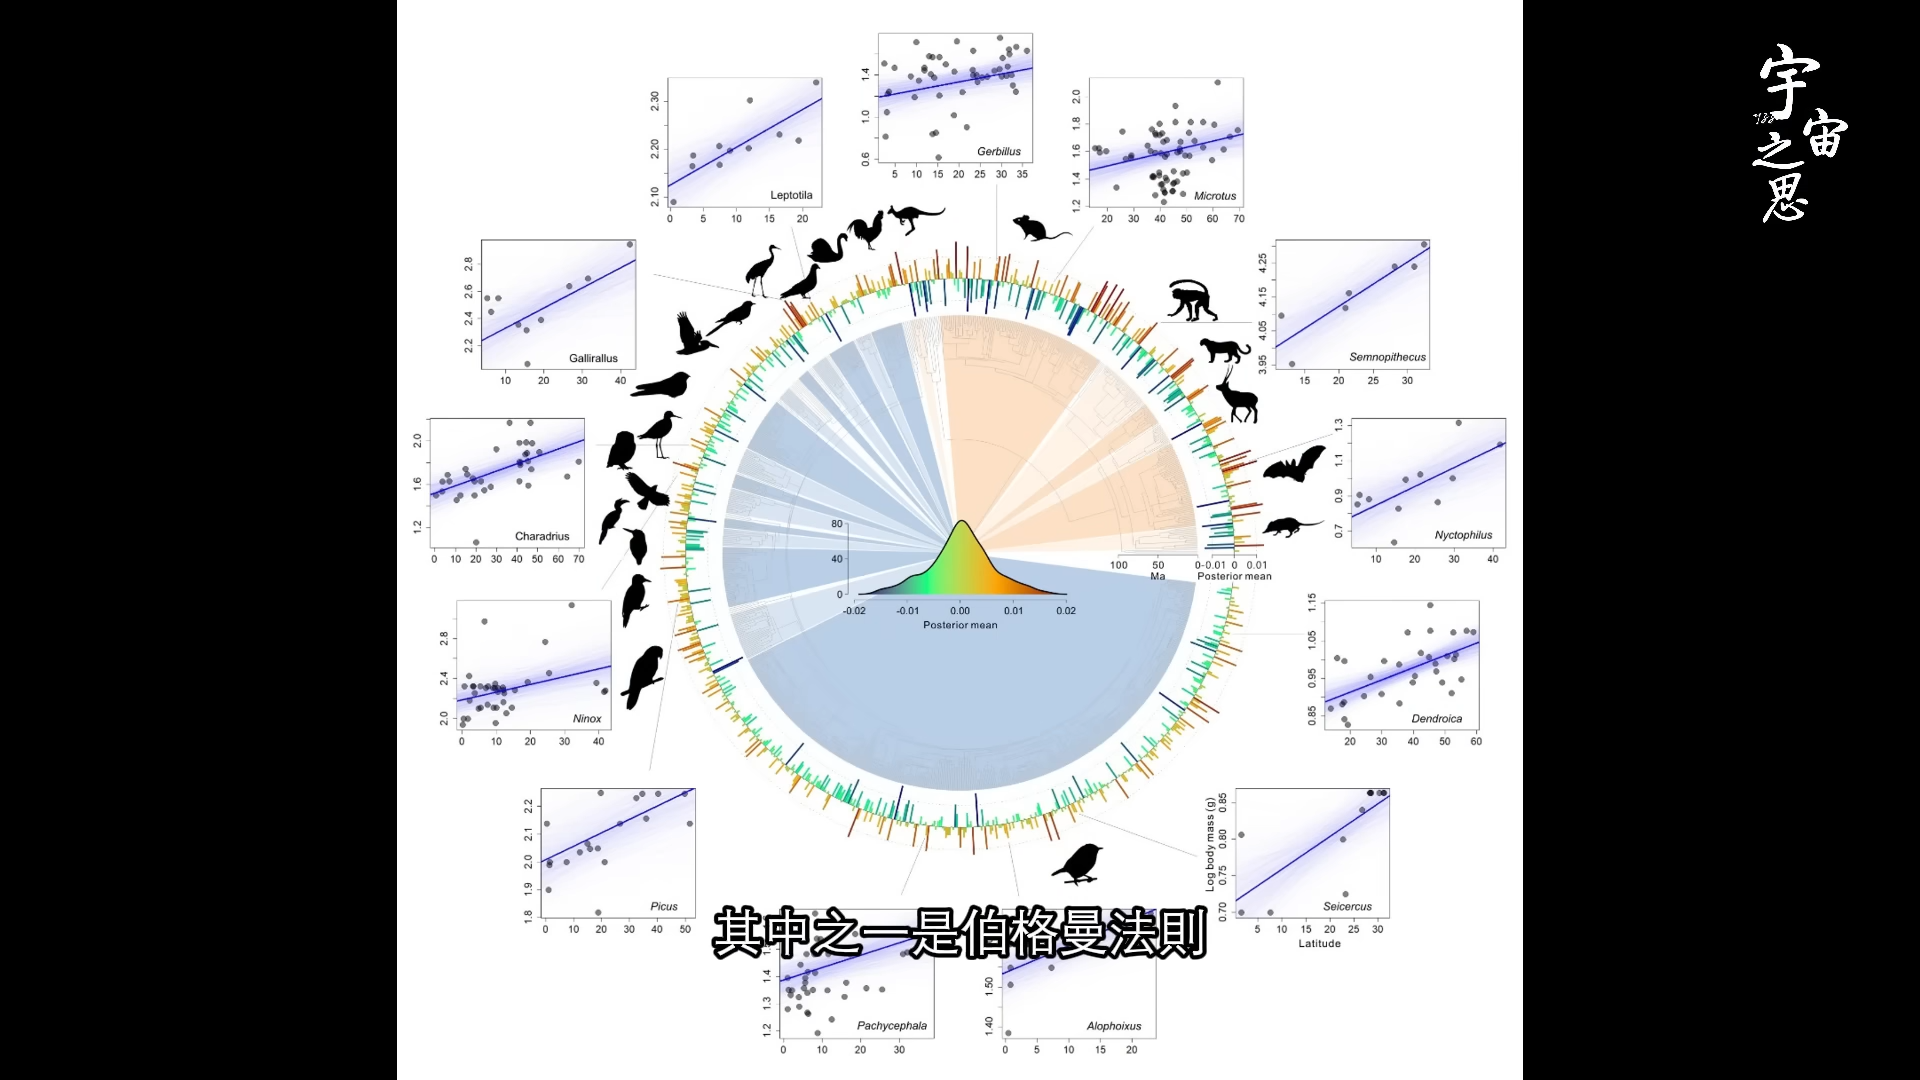 宇宙之思
Gerbillus
1.4
1.0
0.6
5 10 15 20 25 30 35
Leptotila
2.30
2.20
2.10
0 5 10 15 20
Microtus
2.0
1.8
1.6
1.4
1.2
20 30 40 50 60 70
Gallirallus
2.8
2.6
2.4
2.2
10 20 30 40
Semnopithecus
4.25
4.15
4.05
3.95
15 20 25 30
Charadrius
2.0
1.6
1.2
0 10 20 30 40 50 60 70
Nyctophilus
1.3
1.1
0.9
0.7
10 20 30 40
80
40
0
-0.02 -0.01 0.00 0.01 0.02
Posterior mean
100 50 0
Ma
-0.01 0 0.01
Posterior mean
Ninox
2.8
2.4
2.0
0 10 20 30 40
Dendroica
1.15
1.05
0.95
0.85
20 30 40 50 60
Picus
2.2
2.1
2.0
1.9
1.8
0 10 20 30 40 50
Log body mass (g)
0.85
0.80
0.75
0.70
Seicercus
5 10 15 20 25 30
Latitude
其中之一是伯格曼法則
Pachycephala
1.4
1.3
1.2
0 10 20 30
Alophoixus
1.50
1.40
0 5 10 15 20